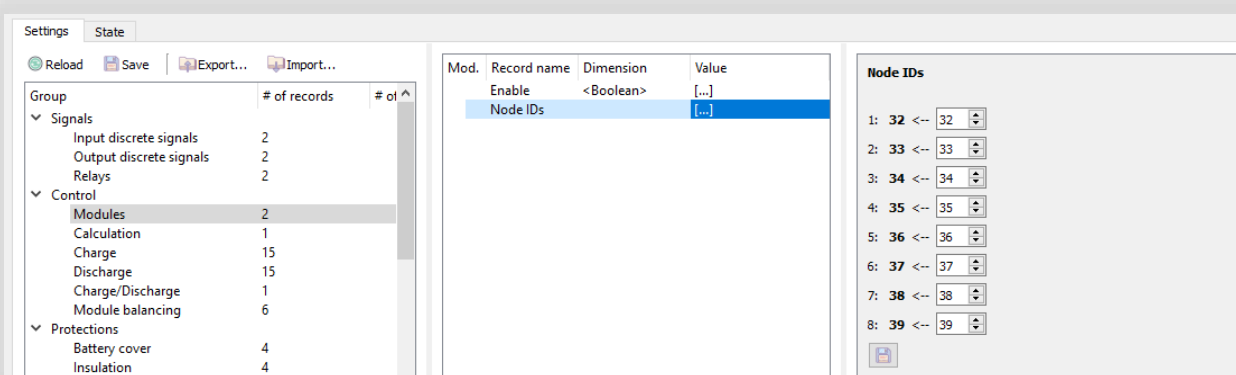 Settings State
Reload Save Export... Import...
Group # of records # of
Signals
Input discrete signals 2
Output discrete signals 2
Relays 2
Control
Modules 2
Calculation 1
Charge 15
Discharge 15
Charge/Discharge 1
Module balancing 6
Protections
Battery cover 4
Insulation 4
Mod. Record name Dimension Value
Enable <Boolean> [...]
Node IDs [...]
Node IDs
1: 32 <-- 32
2: 33 <-- 33
3: 34 <-- 34
4: 35 <-- 35
5: 36 <-- 36
6: 37 <-- 37
7: 38 <-- 38
8: 39 <-- 39